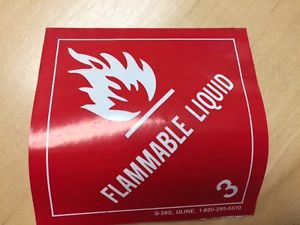 FLAMMABLE LIQUID
3
S-360, ULINE, 1-800-295-5510